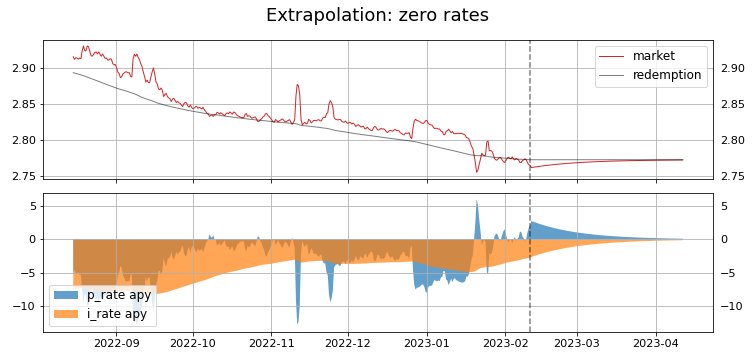 Extrapolation: zero rates
market
redemption
2.90 2.90
2.85 2.85
2.80 2.80
2.75 2.75
5 5
0 0
−5 −5
−10 −10
p_rate apy
i_rate apy
2022-09 2022-10 2022-11 2022-12 2023-01 2023-02 2023-03 2023-04